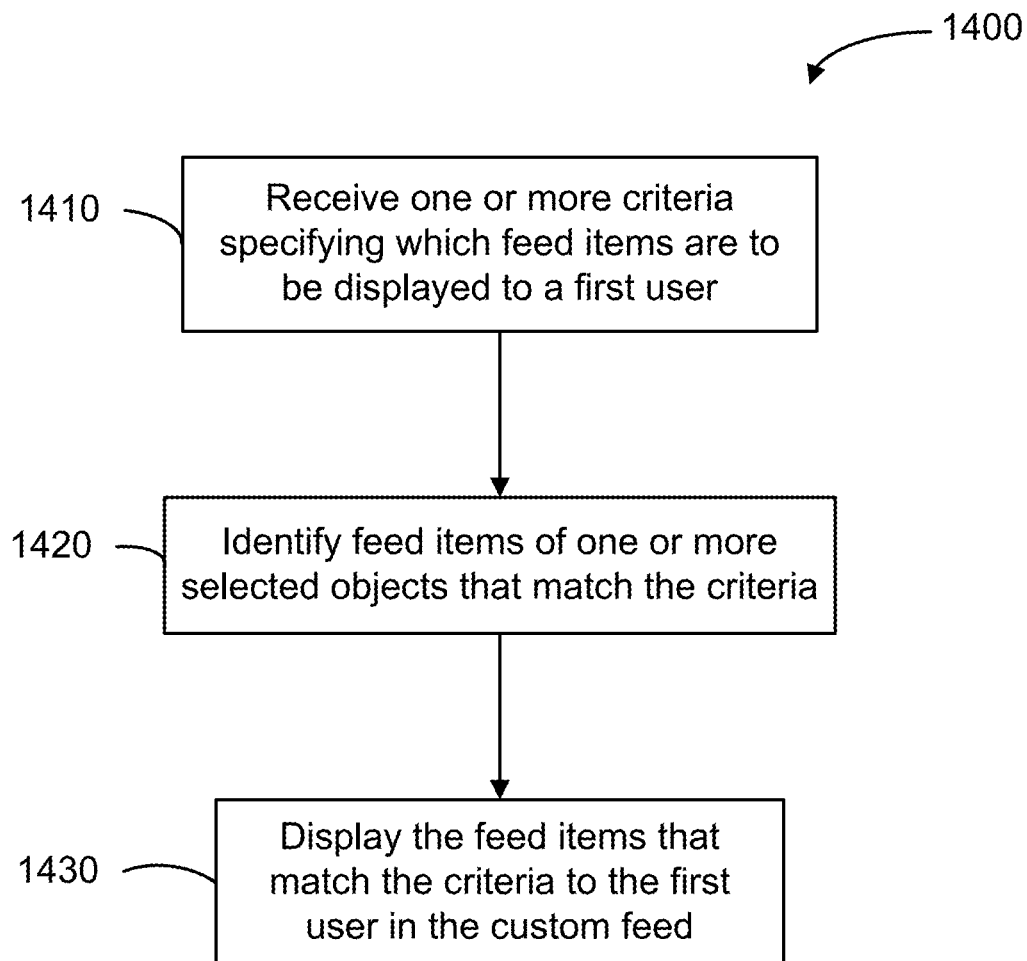 1400
1410
Receive one or more criteria
specifying which feed items are to
be displayed to a first user
1420
Identify feed items of one or more
selected objects that match the criteria
1430
Display the feed items that
match the criteria to the first
user in the custom feed